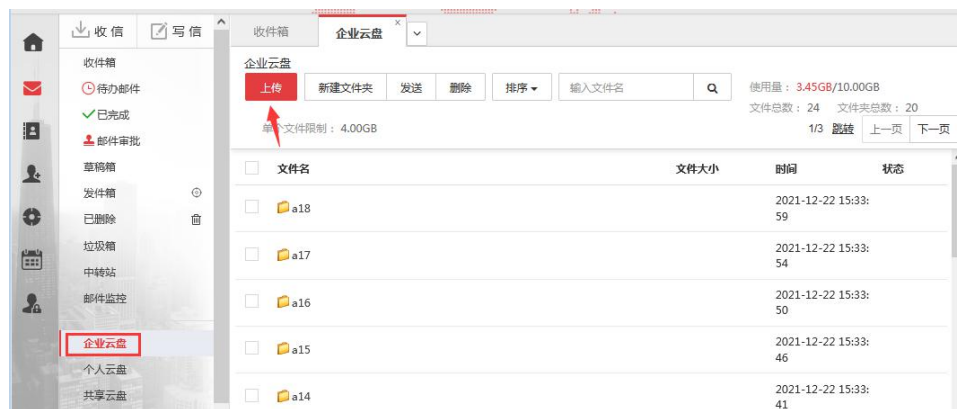 收信 写信
收件箱
待办邮件
已完成
邮件审批
草稿箱
发件箱
已删除
垃圾箱
中转站
邮件监控
企业云盘
个人云盘
共享云盘
收件箱 企业云盘 ×
企业云盘
上传 新建文件夹 发送 删除 排序 输入文件名
使用量： 3.45GB/10.00GB
文件总数： 24 文件夹总数： 20
单个文件限制： 4.00GB
1/3 跳转 上一页 下一页
文件名 文件大小 时间 状态
a18 2021-12-22 15:33:
59
a17 2021-12-22 15:33:
54
a16 2021-12-22 15:33:
50
a15 2021-12-22 15:33:
46
a14 2021-12-22 15:33:
41